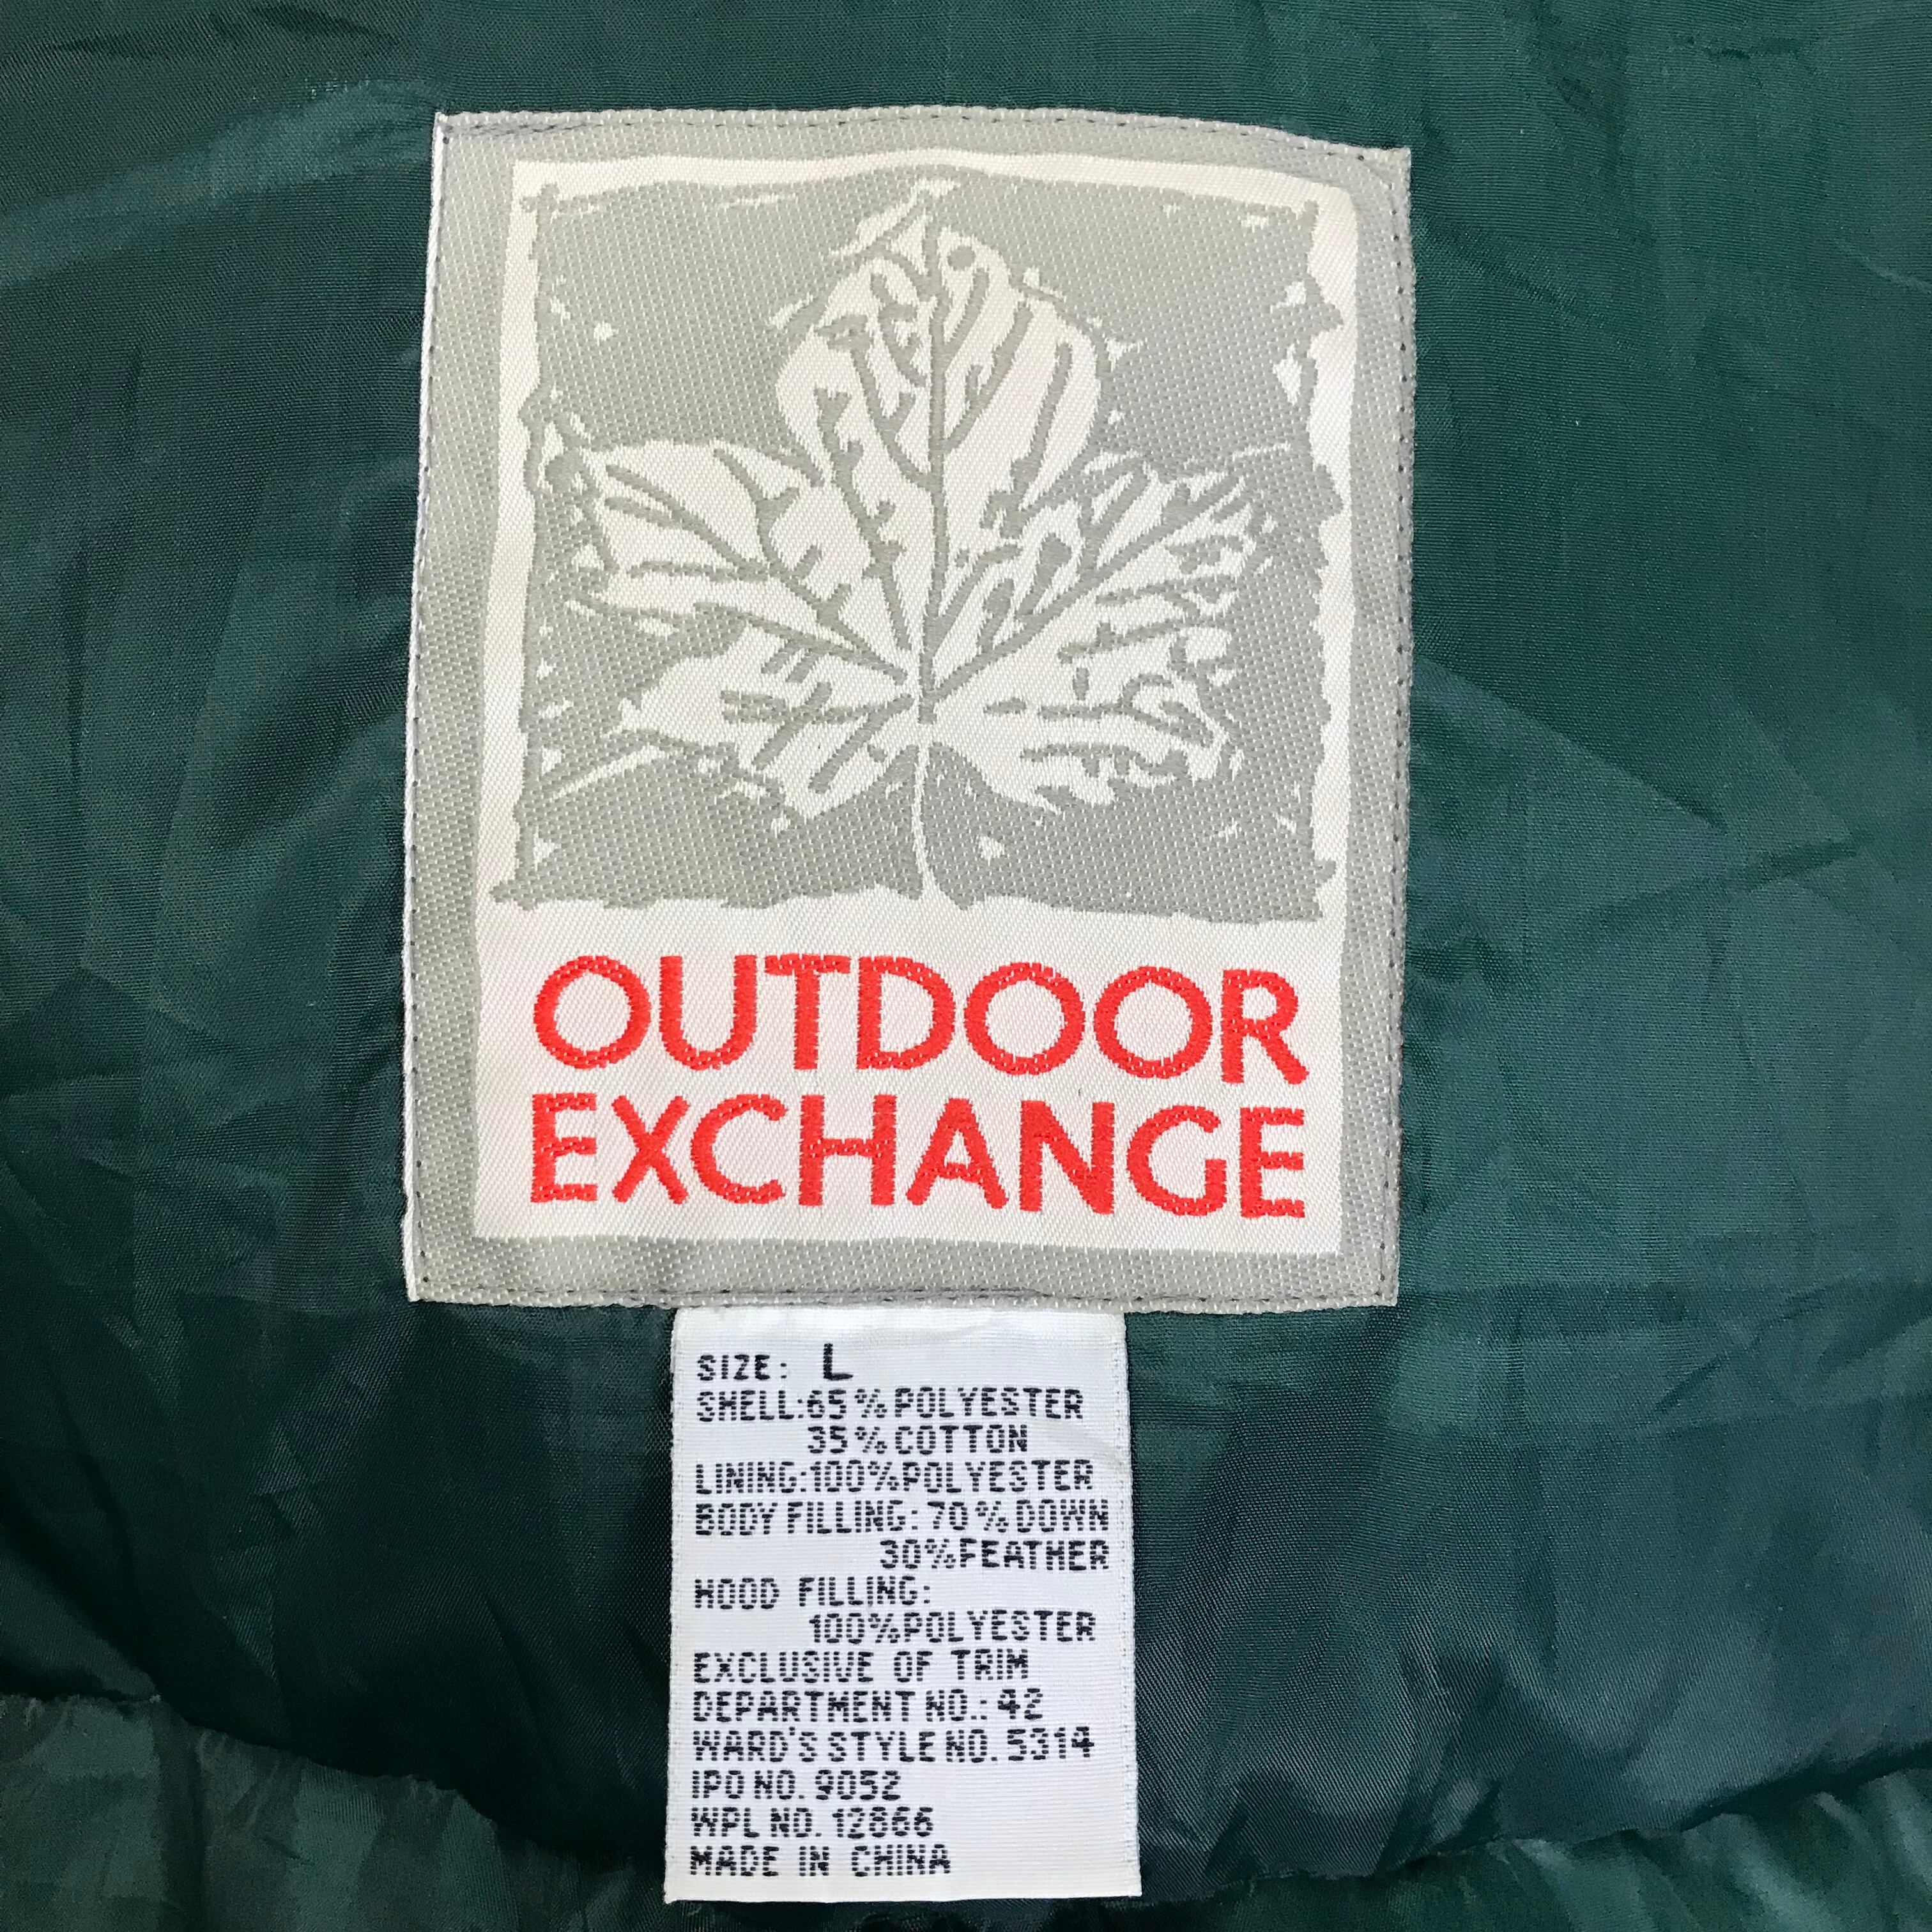 OUTDOOR
EXCHANGE
SIZE: L
SHELL:65% POLYESTER
35% COTTON
LINING:100% POLYESTER
BODY FILLING: 70% DOWN
30% FEATHER
HOOD FILLING:
100% POLYESTER
EXCLUSIVE OF TRIM
DEPARTMENT NO.: 42
WARD'S STYLE NO. 5314
IPO NO. 9052
WPL NO. 12866
MADE IN CHINA